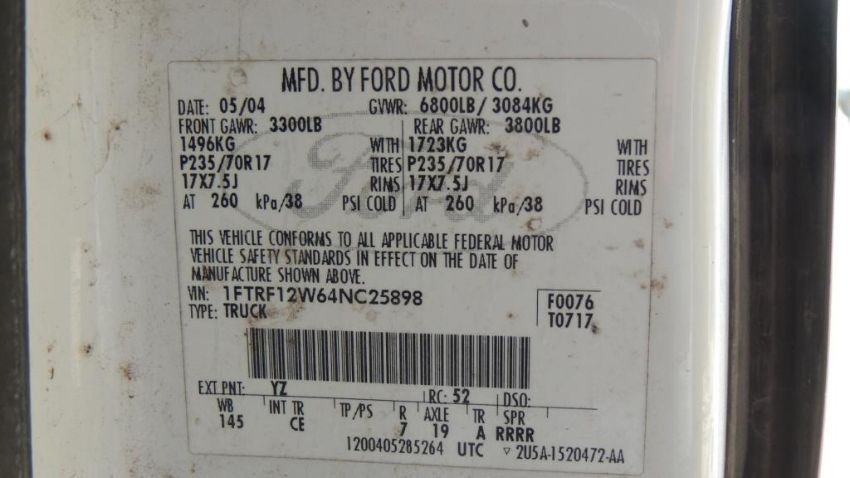 MFD. BY FORD MOTOR CO.
DATE: 05/04 GVWR: 6800LB/ 3084KG
FRONT GAWR: 3300LB REAR GAWR: 3800LB
1496KG WITH 1723KG WITH
P235/70R17 TIRES P235/70R17 TIRES
17X7.5J RIMS 17X7.5J RIMS
AT 260 kPa/38 PSI COLD AT 260 kPa/38 PSI COLD
Ford
THIS VEHICLE CONFORMS TO ALL APPLICABLE FEDERAL MOTOR
VEHICLE SAFETY STANDARDS IN EFFECT ON THE DATE OF
MANUFACTURE SHOWN ABOVE.
VIN: 1FTRF12W64NC25898 F0076
TYPE: TRUCK T0717
EXT PNT: YZ RC: 52 DSO:
WB INT TR TP/PS R AXLE TR SPR
145 CE 7 19 A RRRR
1200405285264 UTC ▽ 2U5A-1520472-AA